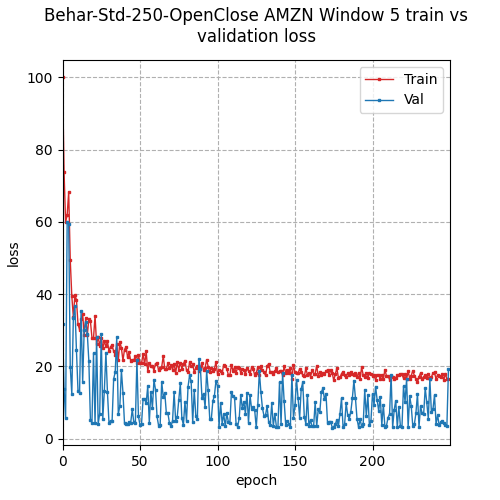 Behar-Std-250-OpenClose AMZN Window 5 train vs
validation loss
Train
Val
100
80
60
40
20
0
loss
0
50
100
150
200
epoch